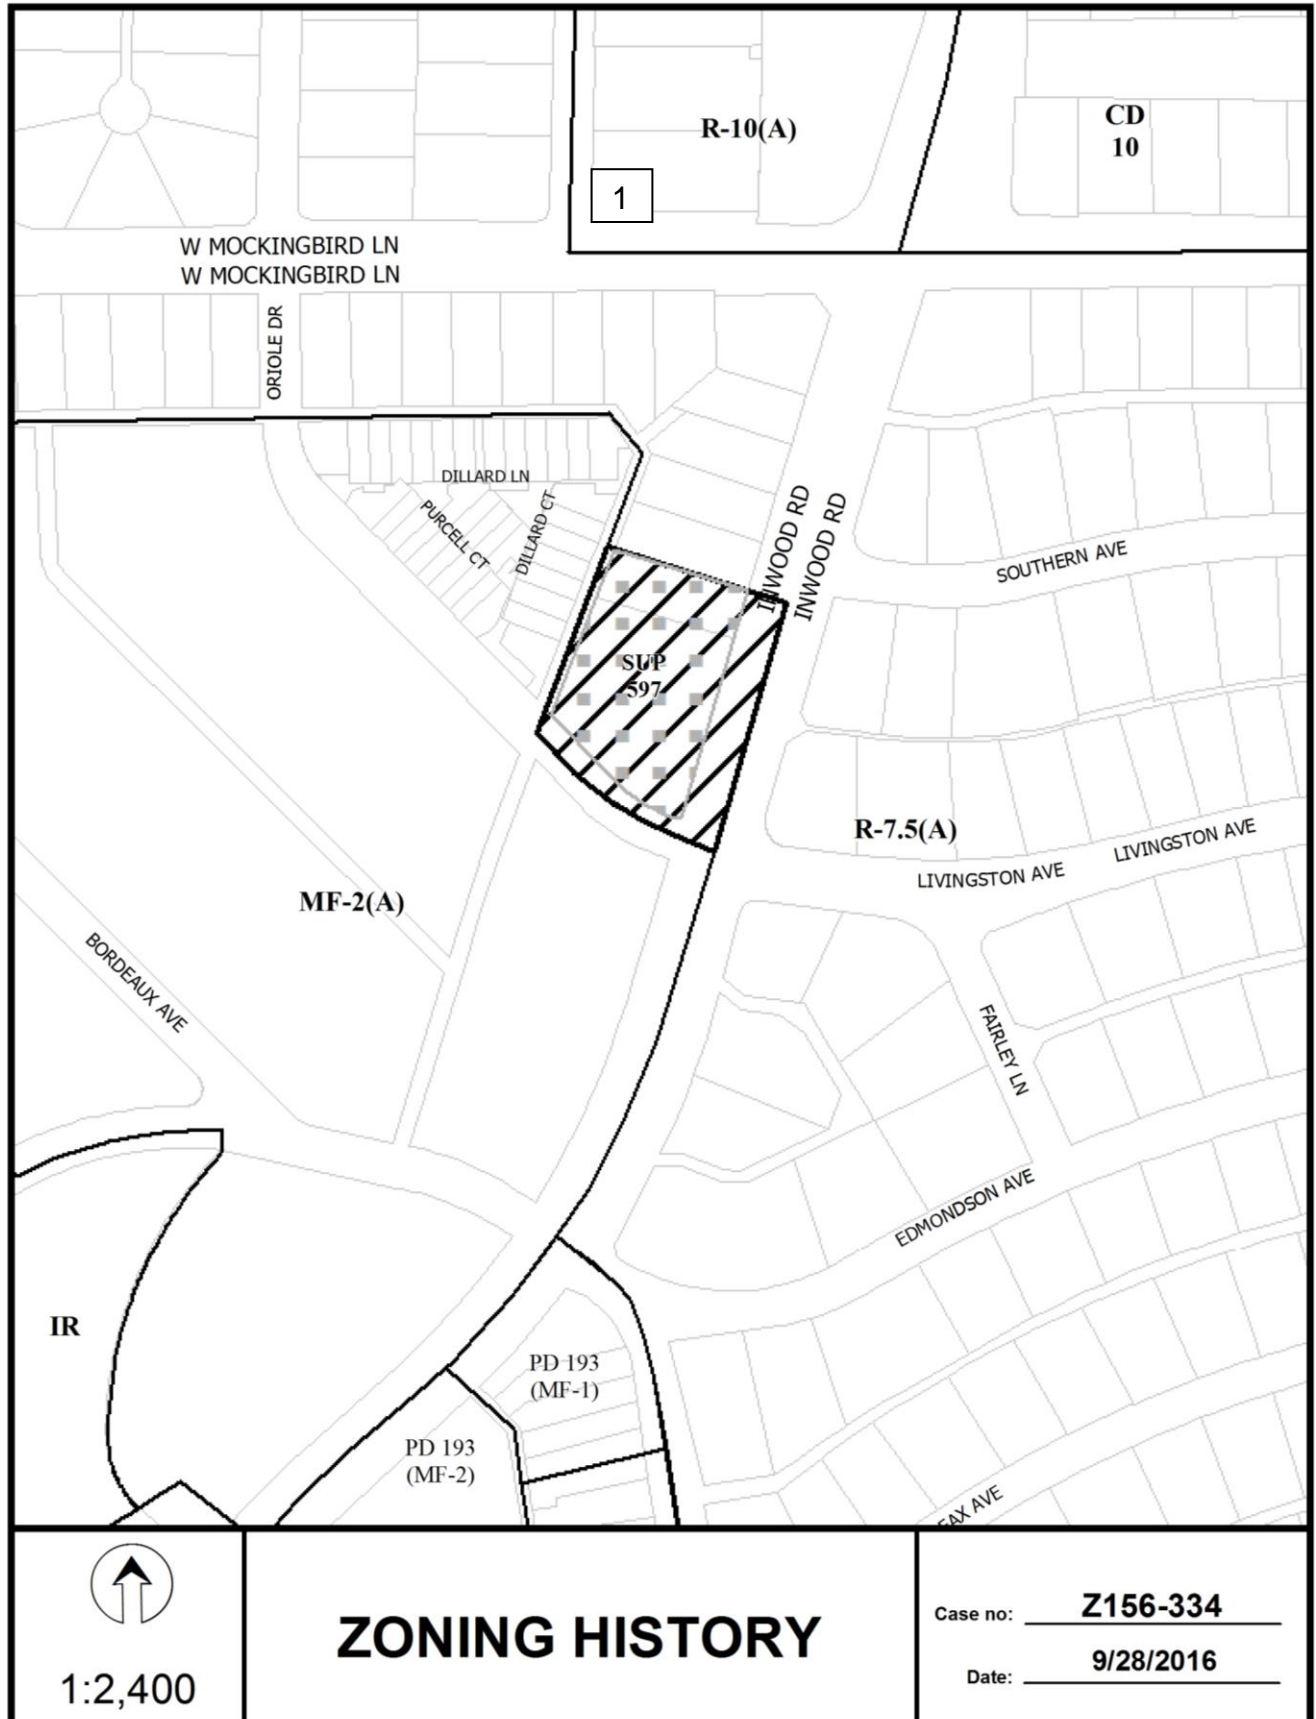 R-10(A)
CD
10
1
W MOCKINGBIRD LN
W MOCKINGBIRD LN
ORIOLE DR
DILLARD LN
PURCELL CT
DILLARD CT
INWOOD RD
INWOOD RD
SOUTHERN AVE
SUP
597
R-7.5(A)
LIVINGSTON AVE
LIVINGSTON AVE
MF-2(A)
BORDEAUX AVE
FAIRLEY LN
EDMONDSON AVE
IR
PD 193
(MF-1)
PD 193
(MF-2)
FAX AVE
1:2,400
ZONING HISTORY
Case no: Z156-334
Date: 9/28/2016